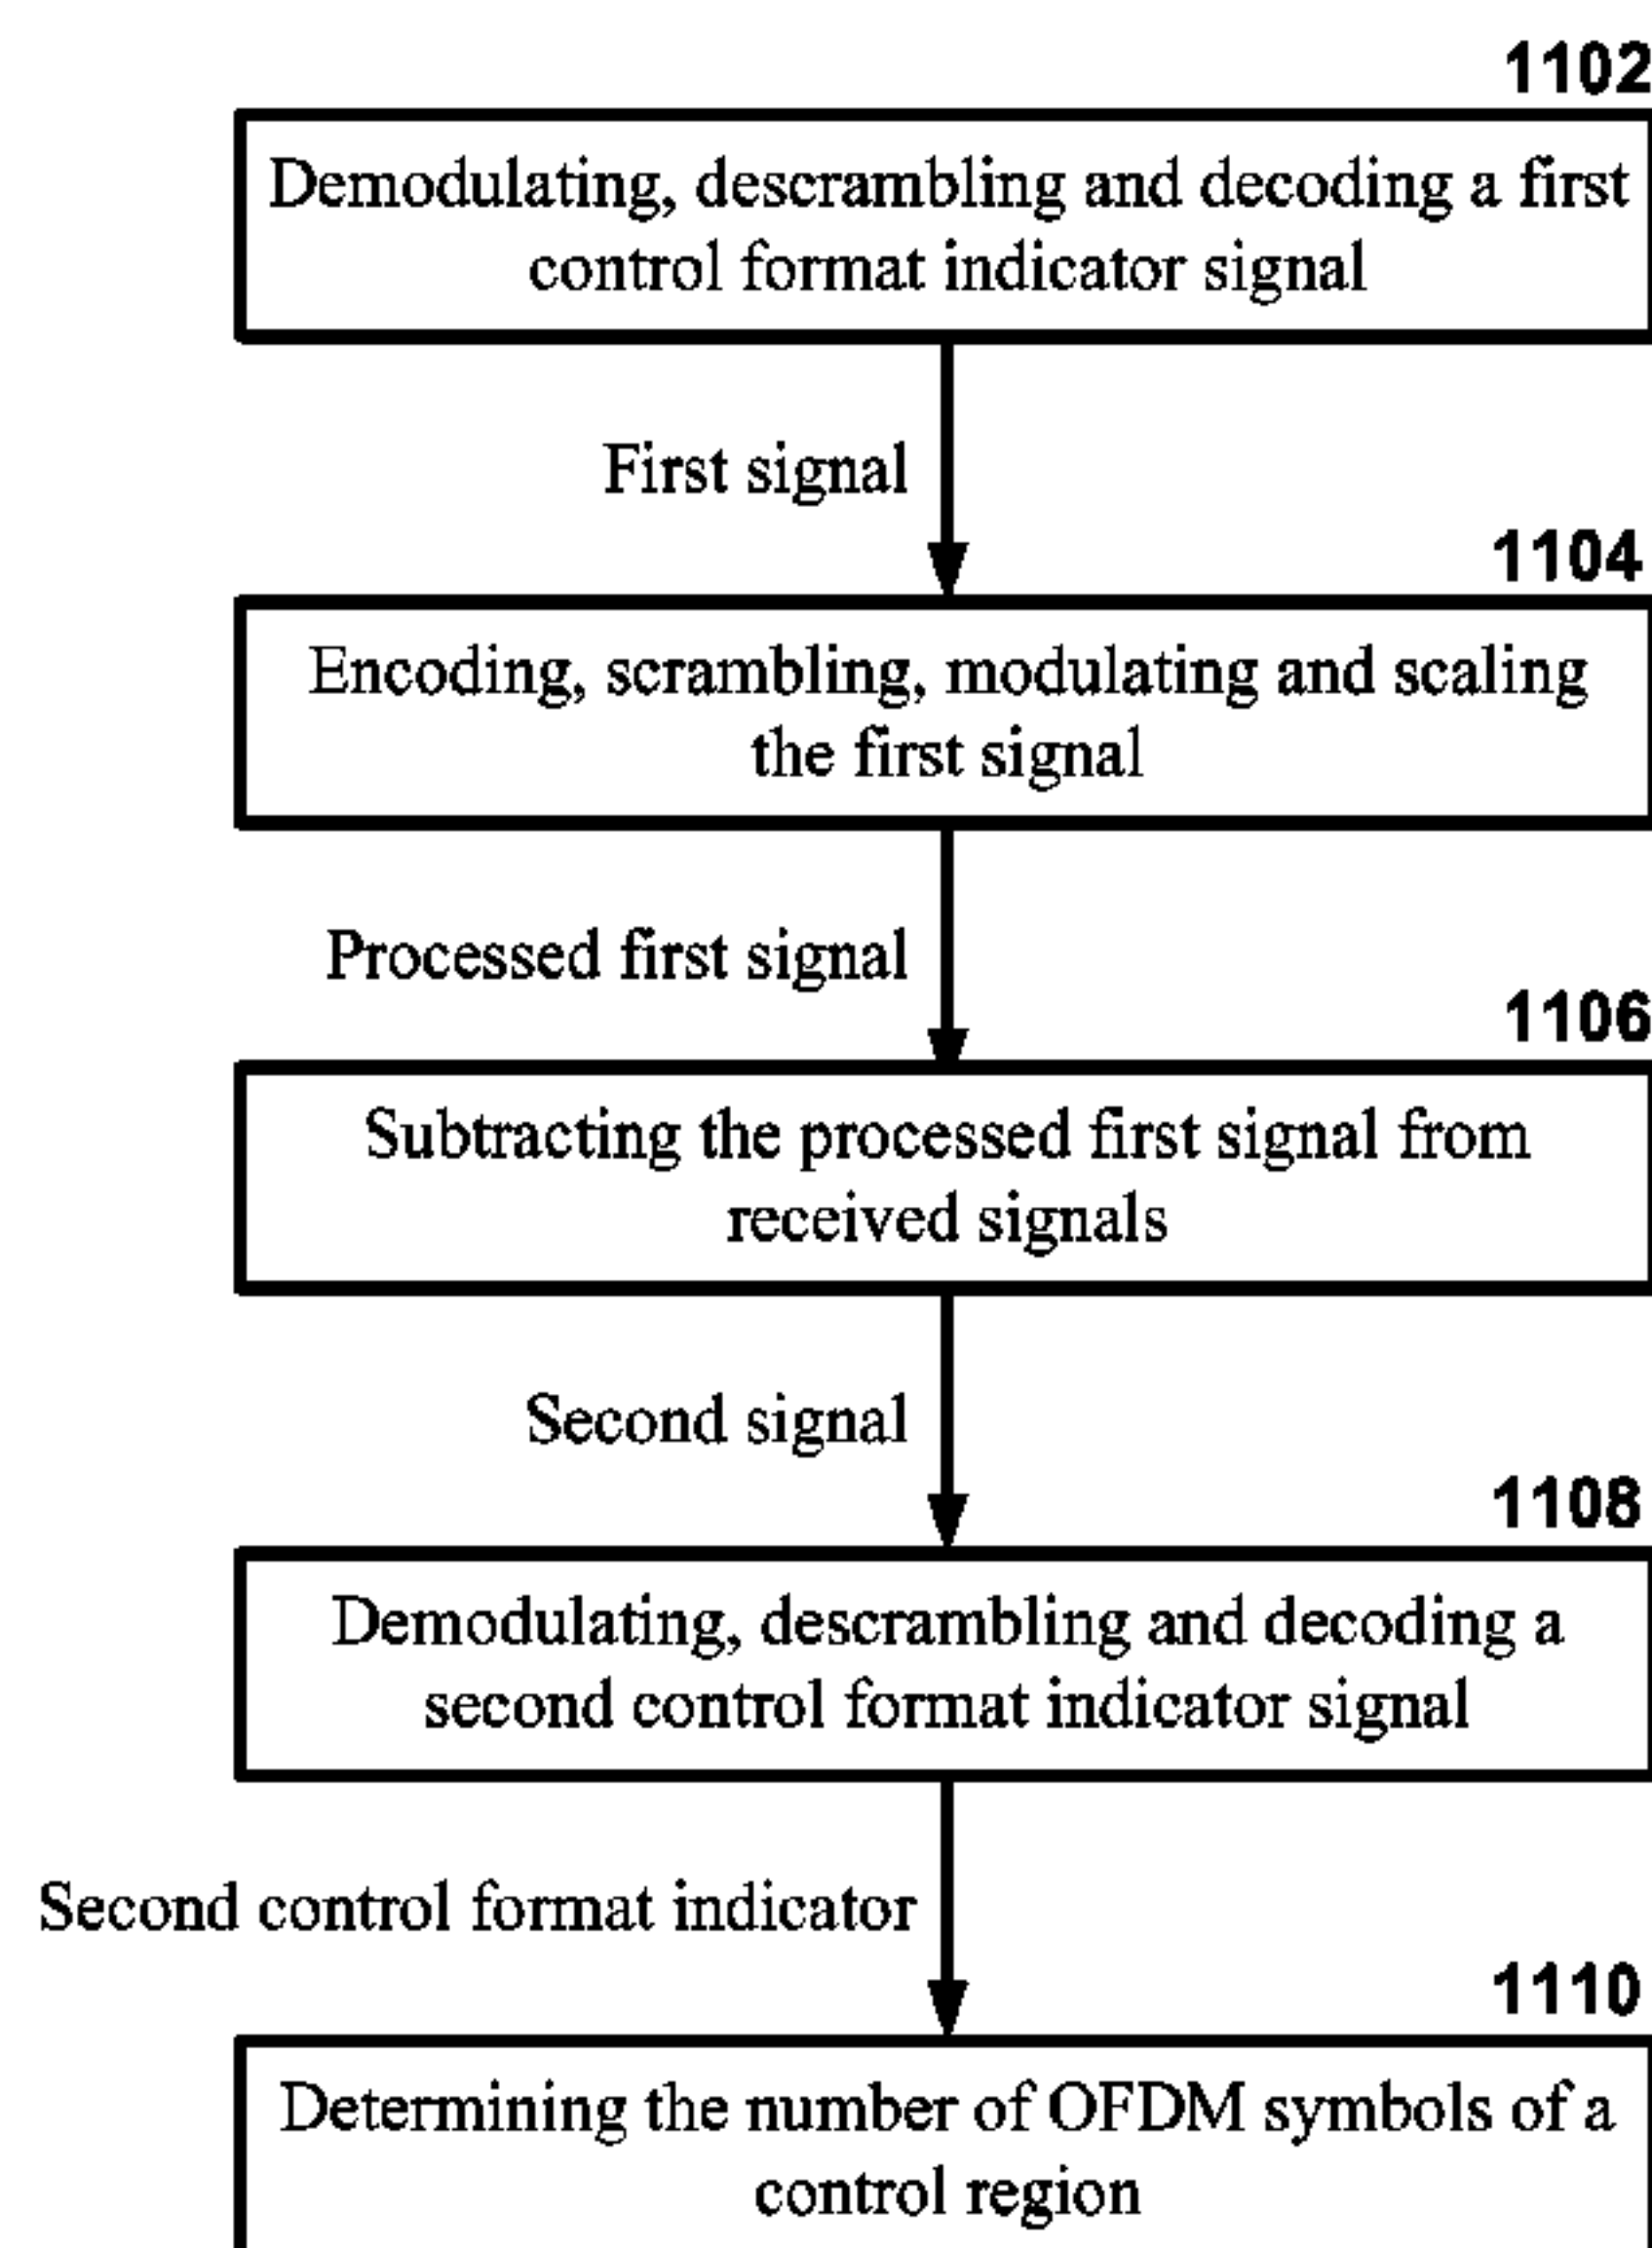 1102
Demodulating, descrambling and decoding a first
control format indicator signal
First signal
1104
Encoding, scrambling, modulating and scaling
the first signal
Processed first signal
1106
Subtracting the processed first signal from
received signals
Second signal
1108
Demodulating, descrambling and decoding a
second control format indicator signal
Second control format indicator
1110
Determining the number of OFDM symbols of a
control region